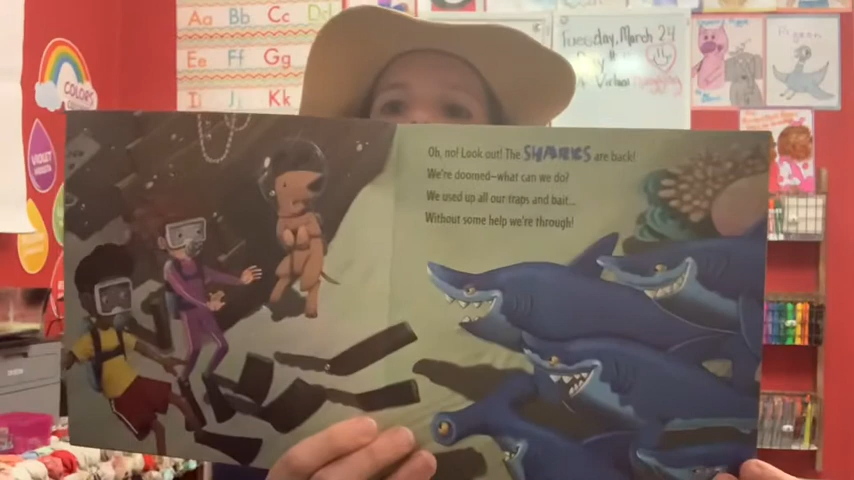 Aa Bb Cc Dd
Ee Ff Gg
I J Kk
COLORS
VIOLET
Tuesday, March 24
Pigeon
Oh, no! Look out! The SHARKS are back!
We're doomed—what can we do?
We used up all our traps and bait...
Without some help we're through!